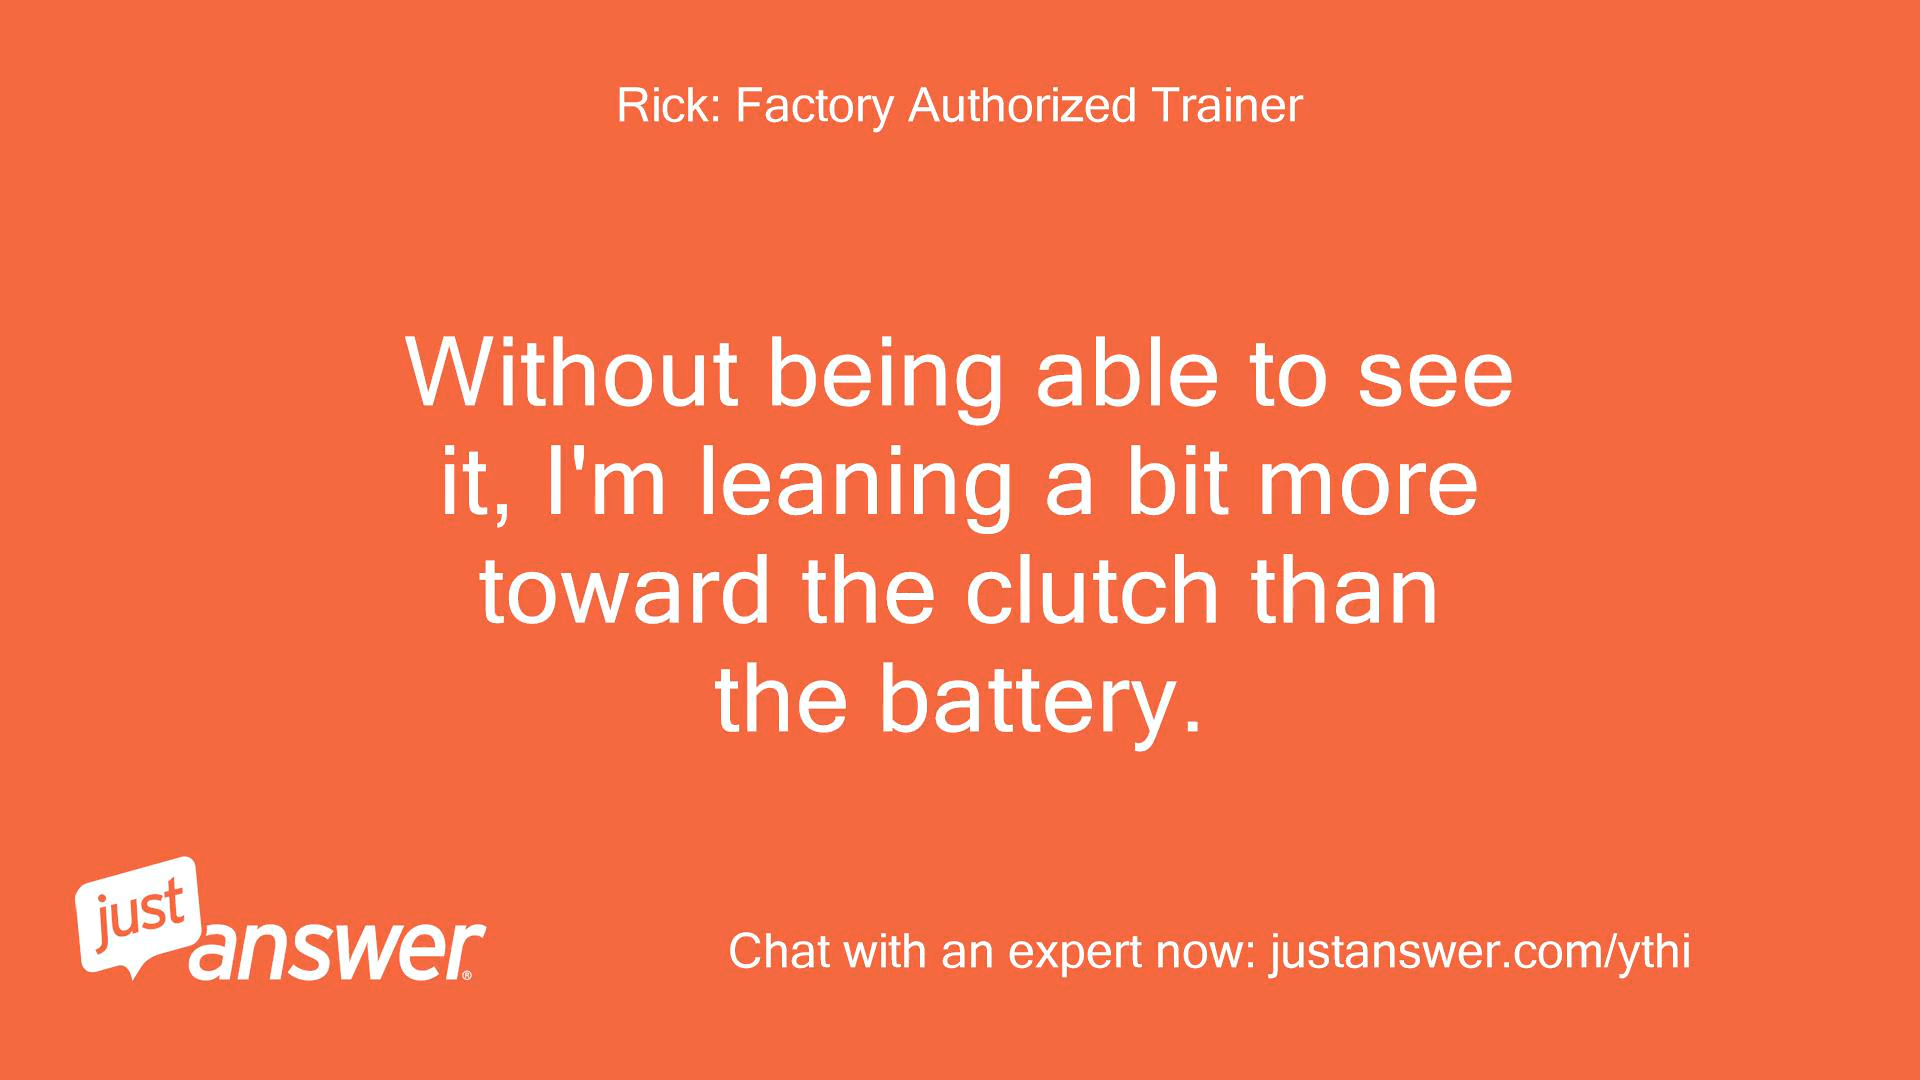 Rick: Factory Authorized Trainer
Without being able to see
it, I'm leaning a bit more
toward the clutch than
the battery.
just
answer®
Chat with an expert now: justanswer.com/ythi